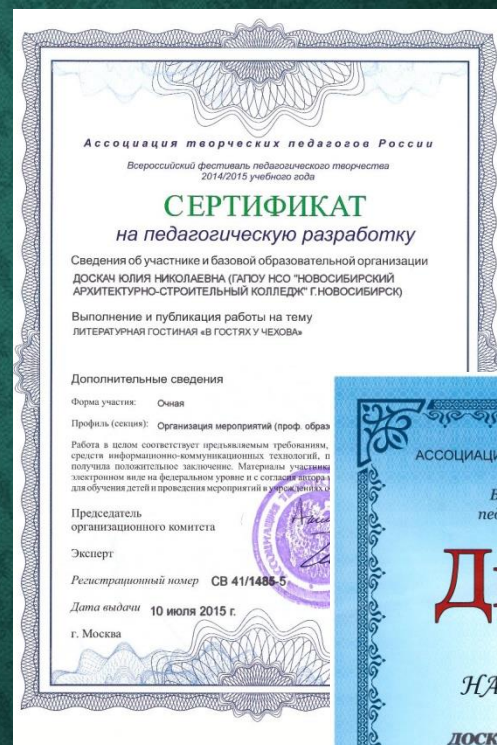 Ассоциация творческих педагогов России
Всероссийский фестиваль педагогического творчества
2014/2015 учебного года
СЕРТИФИКАТ
на педагогическую разработку
Сведения об участнике и базовой образовательной организации
ДОСКАЧ ЮЛИЯ НИКОЛАЕВНА (ГАПОУ НСО "НОВОСИБИРСКИЙ
АРХИТЕКТУРНО-СТРОИТЕЛЬНЫЙ КОЛЛЕДЖ" Г.НОВОСИБИРСК)
Выполнение и публикация работы на тему
ЛИТЕРАТУРНАЯ ГОСТИНАЯ «В ГОСТЯХ У ЧЕХОВА»
Дополнительные сведения
Форма участия: Очная
Профиль (секция): Организация мероприятий (проф. образ
Работа в целом соответствует предъявляемым требованиям,
средств информационно-коммуникационных технологий, п
получила положительное заключение. Материалы участника
электронном виде на федеральном уровне и с согласия автора
для обучения детей и проведения мероприятий в учреждениях
Председатель
организационного комитета
Эксперт
Регистрационный номер СВ 41/1485-5
Дата выдачи 10 июля 2015 г.
г. Москва
АССОЦИАЦИ
пе
Д
НА
ДОСК